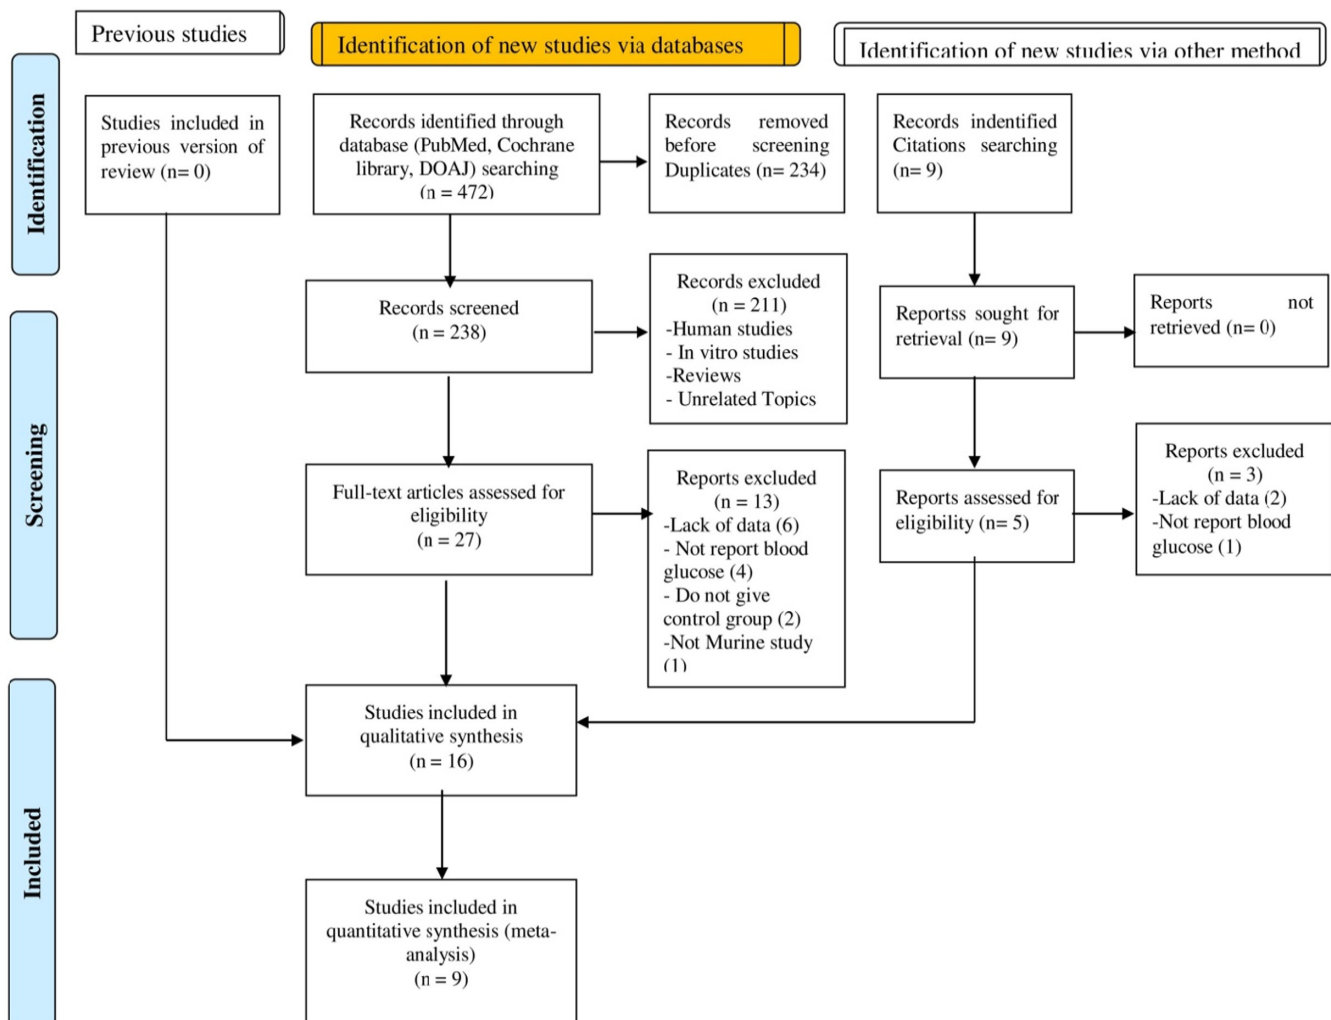 Previous studies
Identification of new studies via databases
Identification of new studies via other method
Identification
Studies included in
previous version of
review (n= 0)
Records identified through
database (PubMed, Cochrane
library, DOAJ) searching
(n = 472)
Records removed
before screening
Duplicates (n= 234)
Records indentified
Citations searching
(n= 9)
Screening
Records screened
(n = 238)
Records excluded
(n = 211)
-Human studies
- In vitro studies
-Reviews
- Unrelated Topics
Reportss sought for
retrieval (n= 9)
Reports not
retrieved (n= 0)
Full-text articles assessed for
eligibility
(n = 27)
Reports excluded
(n = 13)
-Lack of data (6)
- Not report blood
glucose (4)
- Do not give
control group (2)
-Not Murine study
(1)
Reports assessed for
eligibility (n= 5)
Reports excluded
(n = 3)
-Lack of data (2)
-Not report blood
glucose (1)
Included
Studies included in
qualitative synthesis
(n = 16)
Studies included in
quantitative synthesis (meta-
analysis)
(n = 9)